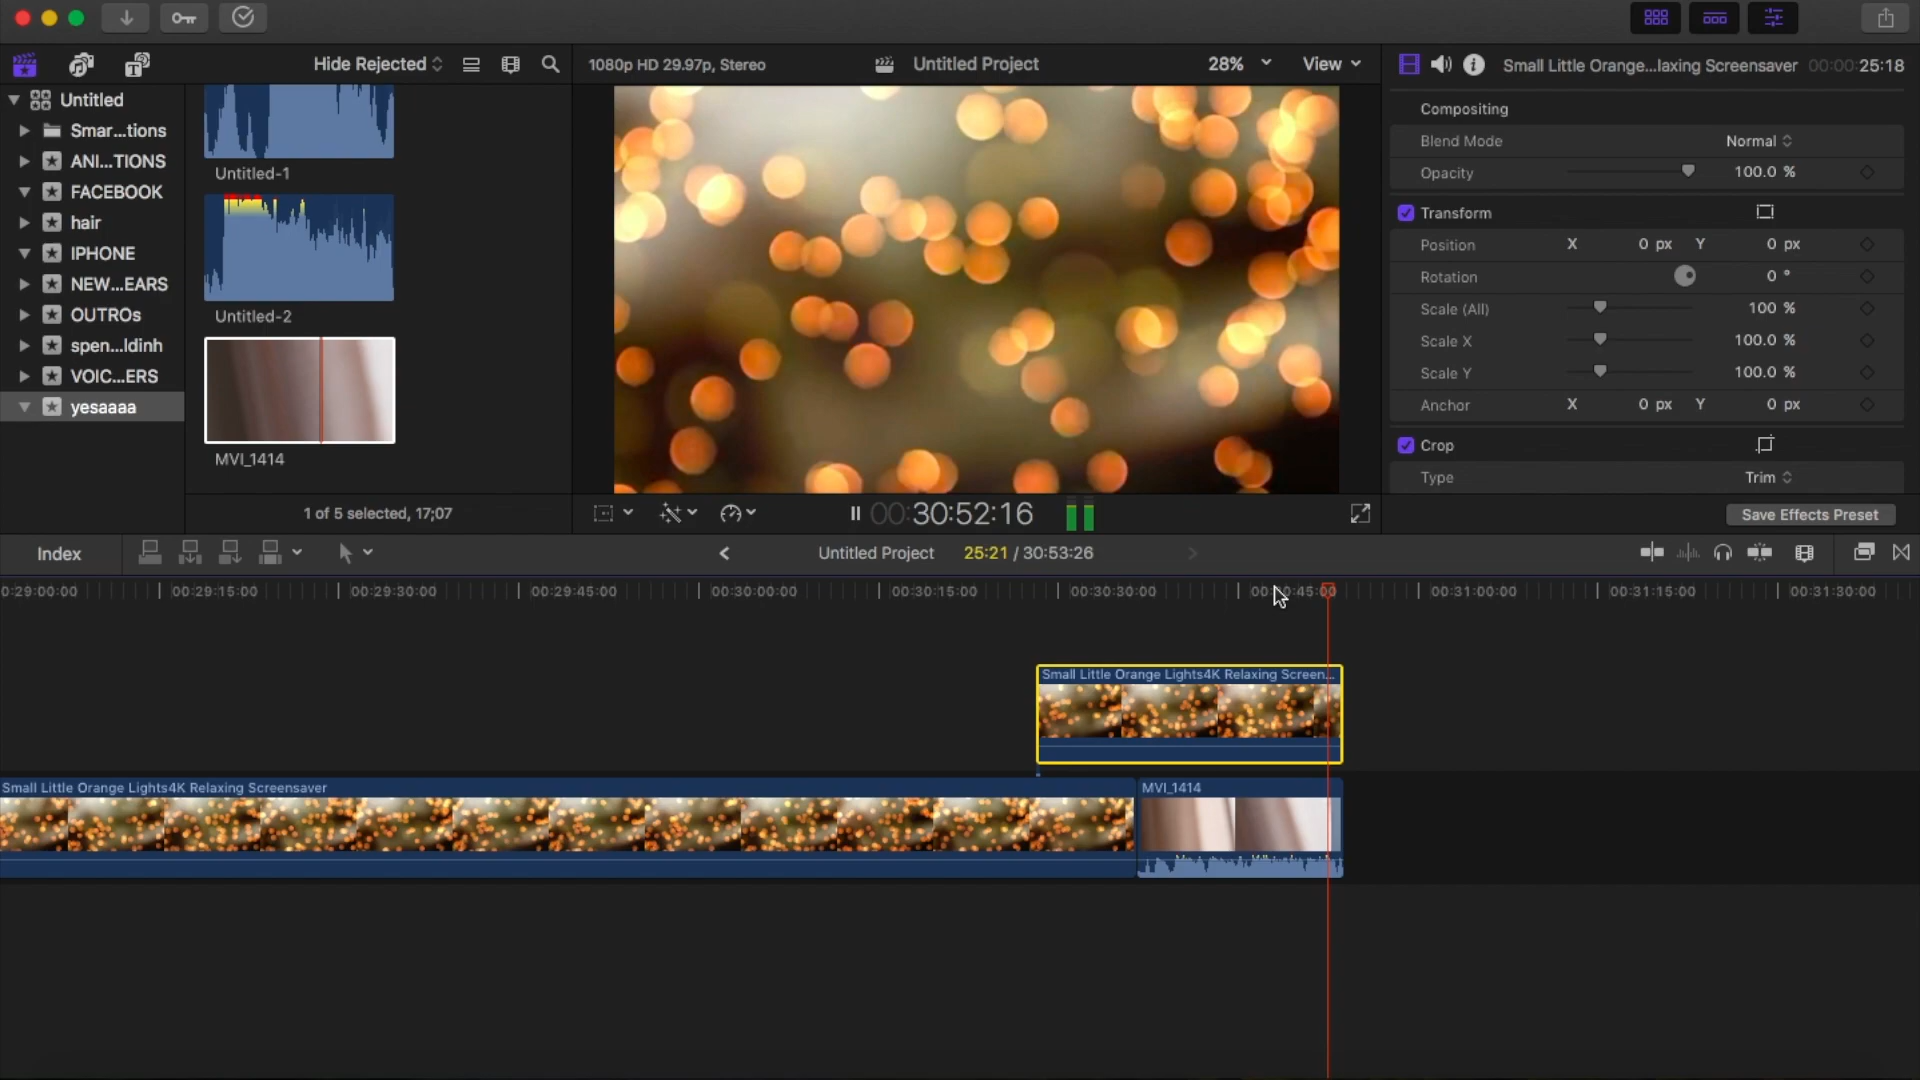 Hide Rejected
1080p HD 29.97p, Stereo
Untitled Project
28%
View
Small Little Orange...laxing Screensaver
00:00:25:18
Untitled
Smar...tions
ANI...TIONS
FACEBOOK
hair
IPHONE
NEW...EARS
OUTROs
spen...ldinh
VOIC...ERS
yesaaaa
Untitled-1
Untitled-2
MVI_1414
1 of 5 selected, 17;07
Compositing
Blend Mode
Normal
Opacity
100.0 %
Transform
Position
X 0 px Y 0 px
Rotation
0 °
Scale (All)
100 %
Scale X
100.0 %
Scale Y
100.0 %
Anchor
X 0 px Y 0 px
Crop
Type
Trim
00:30:52:16
Save Effects Preset
Index
Untitled Project
25:21 / 30:53:26
0:29:00:00
00:29:15:00
00:29:30:00
00:29:45:00
00:30:00:00
00:30:15:00
00:30:30:00
00:31:00:00
00:31:15:00
00:31:30:00
Small Little Orange Lights4K Relaxing Screen...
Small Little Orange Lights4K Relaxing Screensaver
MVI_1414